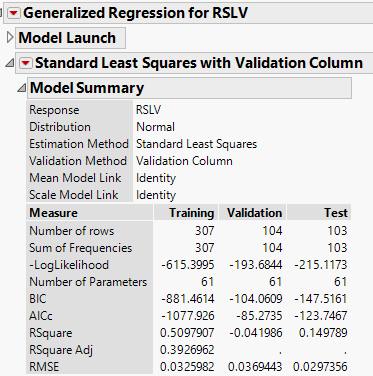 Generalized Regression for RSLV
Model Launch
Standard Least Squares with Validation Column
Model Summary
Response RSLV
Distribution Normal
Estimation Method Standard Least Squares
Validation Method Validation Column
Mean Model Link Identity
Scale Model Link Identity
Measure Training Validation Test
Number of rows 307 104 103
Sum of Frequencies 307 104 103
-LogLikelihood -615.3995 -193.6844 -215.1173
Number of Parameters 61 61 61
BIC -881.4614 -104.0609 -147.5161
AICc -1077.926 -85.2735 -123.7467
RSquare 0.5097907 -0.041986 0.149789
RSquare Adj 0.3926962 . .
RMSE 0.0325982 0.0369443 0.0297356